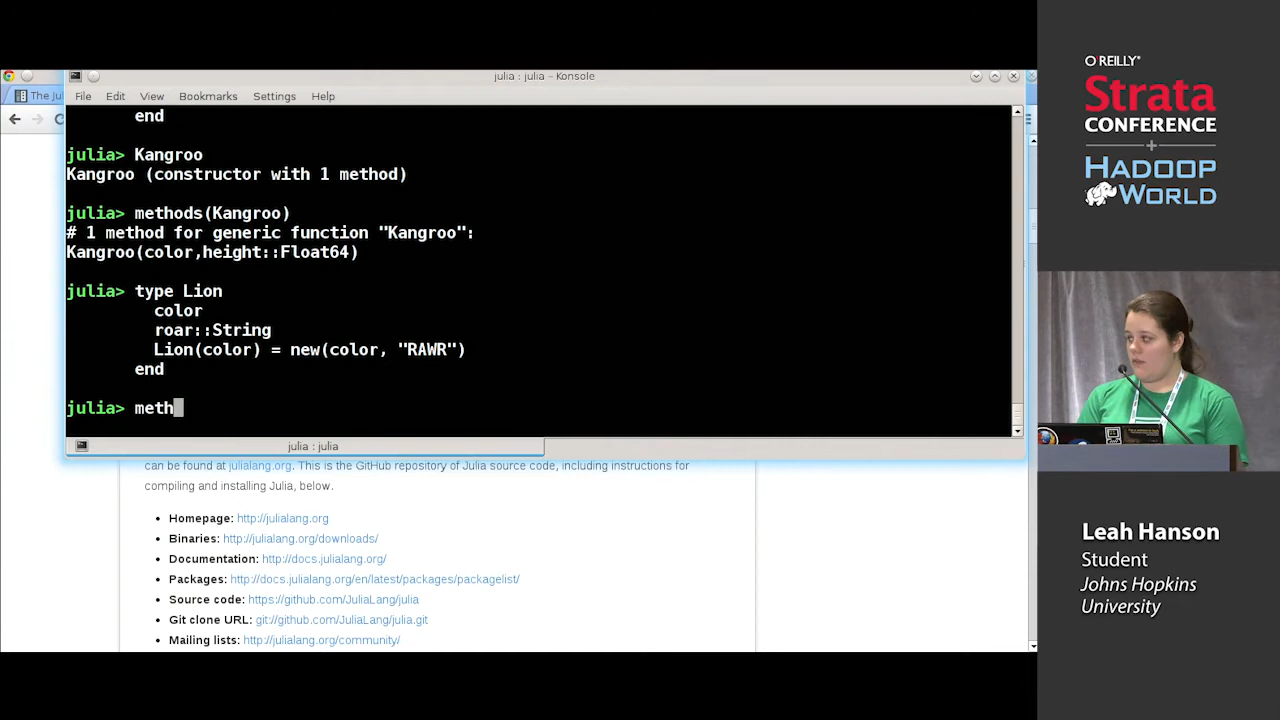 julia : julia – Konsole
The Jul
File Edit View Bookmarks Settings Help
end
julia> Kangroo
Kangroo (constructor with 1 method)
julia> methods(Kangroo)
# 1 method for generic function "Kangroo":
Kangroo(color,height::Float64)
julia> type Lion
color
roar::String
Lion(color) = new(color, "RAWR")
end
julia> meth
julia : julia
can be found at julialang.org. This is the GitHub repository of Julia source code, including instructions for
compiling and installing Julia, below.
• Homepage: http://julialang.org
• Binaries: http://julialang.org/downloads/
• Documentation: http://docs.julialang.org/
• Packages: http://docs.julialang.org/en/latest/packages/packagelist/
• Source code: https://github.com/JuliaLang/julia
• Git clone URL: git://github.com/JuliaLang/julia.git
• Mailing lists: http://julialang.org/community/
O REILLY®
Strata
CONFERENCE
+
HADOOP
WORLD
Leah Hanson
Student
Johns Hopkins
University